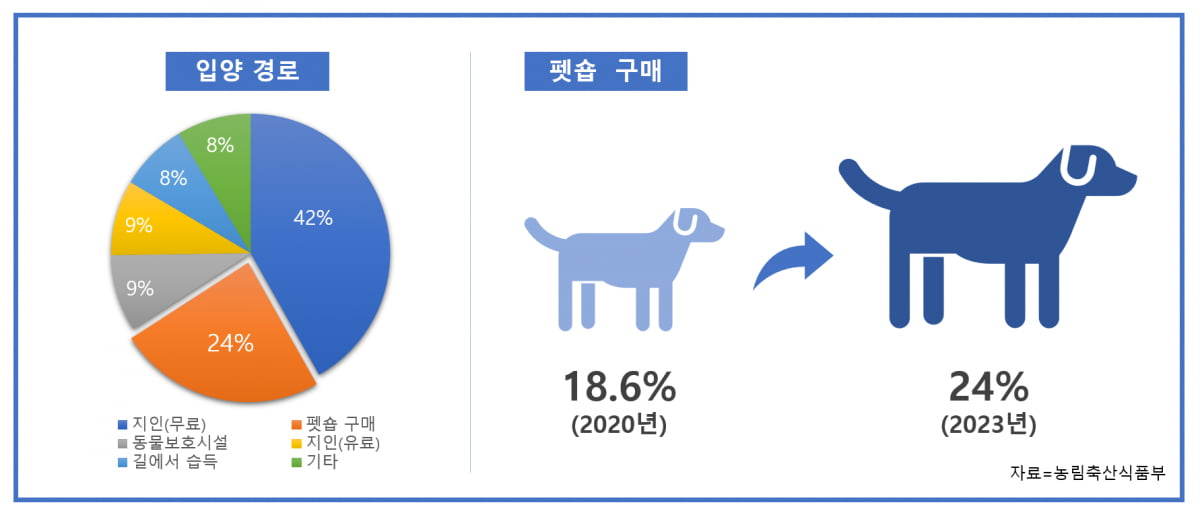 입양 경로
8%
8%
42%
9%
9%
24%
지인(무료) 펫숍 구매
동물보호시설 지인(유료)
길에서 습득 기타
펫숍 구매
18.6%
(2020년)
24%
(2023년)
자료=농림축산식품부